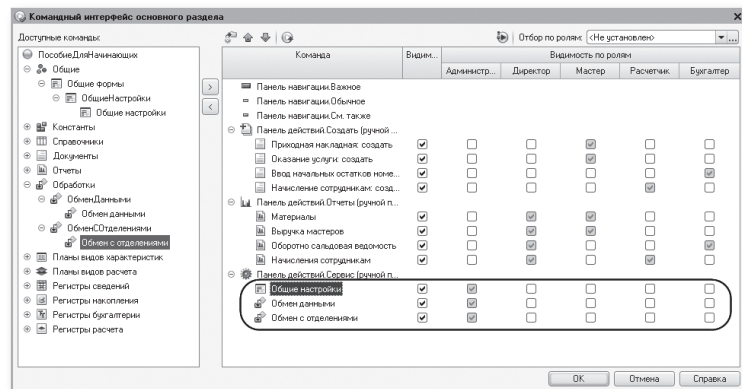 Командный интерфейс основного раздела
Доступные команды:
Отбор по ролям: <Не установлено>
ПособиеДляНачинающих
Общие
Общие формы
ОбщиеНастройки
Общие настройки
Константы
Справочники
Документы
Отчеты
Обработки
ОбменДанными
Обмен данными
ОбменСОтделениями
Обмен с отделениями
Планы видов характеристик
Планы видов расчета
Регистры сведений
Регистры накопления
Регистры бухгалтерии
Регистры расчета
Команда Видим... Видимость по ролям
Администр... Директор Мастер Расчетчик Бухгалтер
Панель навигации.Важное
Панель навигации.Обычное
Панель навигации.См. также
Панель действий.Создать (ручной ...
Приходная накладная: создать
Оказание услуги: создать
Ввод начальных остатков номе...
Начисление сотрудникам: созд...
Панель действий.Отчеты (ручной п...
Материалы
Выручка мастеров
Оборотно сальдовая ведомость
Начисления сотрудникам
Панель действий.Сервис (ручной п...
Общие настройки
Обмен данными
Обмен с отделениями
OK Отмена Справка